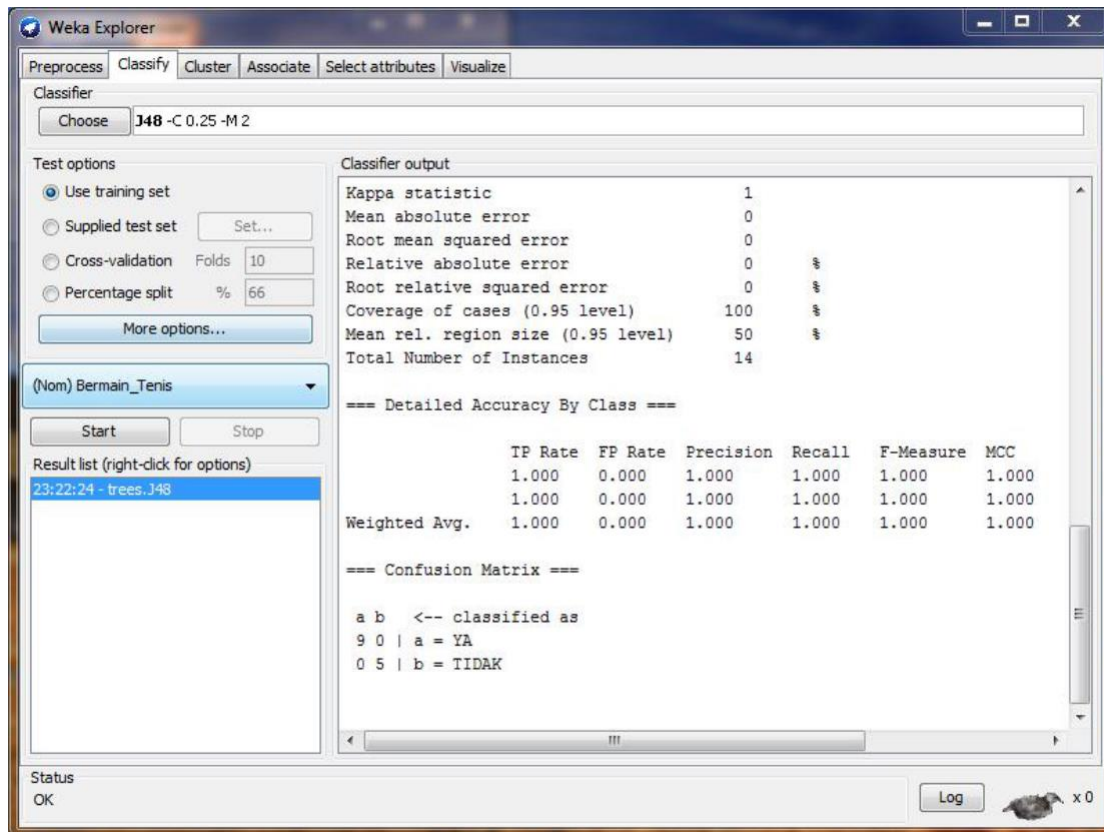 Weka Explorer
Preprocess Classify Cluster Associate Select attributes Visualize
Classifier
Choose J48 -C 0.25 -M 2
Test options
Use training set
Supplied test set Set...
Cross-validation Folds 10
Percentage split % 66
More options...
(Nom) Bermain_Tenis
Start Stop
Result list (right-click for options)
23:22:24 - trees.J48
Classifier output
Kappa statistic 1
Mean absolute error 0
Root mean squared error 0
Relative absolute error 0 %
Root relative squared error 0 %
Coverage of cases (0.95 level) 100 %
Mean rel. region size (0.95 level) 50 %
Total Number of Instances 14
=== Detailed Accuracy By Class ===
TP Rate FP Rate Precision Recall F-Measure MCC
1.000 0.000 1.000 1.000 1.000 1.000
1.000 0.000 1.000 1.000 1.000 1.000
Weighted Avg. 1.000 0.000 1.000 1.000 1.000 1.000
=== Confusion Matrix ===
a b <-- classified as
9 0 | a = YA
0 5 | b = TIDAK
Status
OK
Log x 0